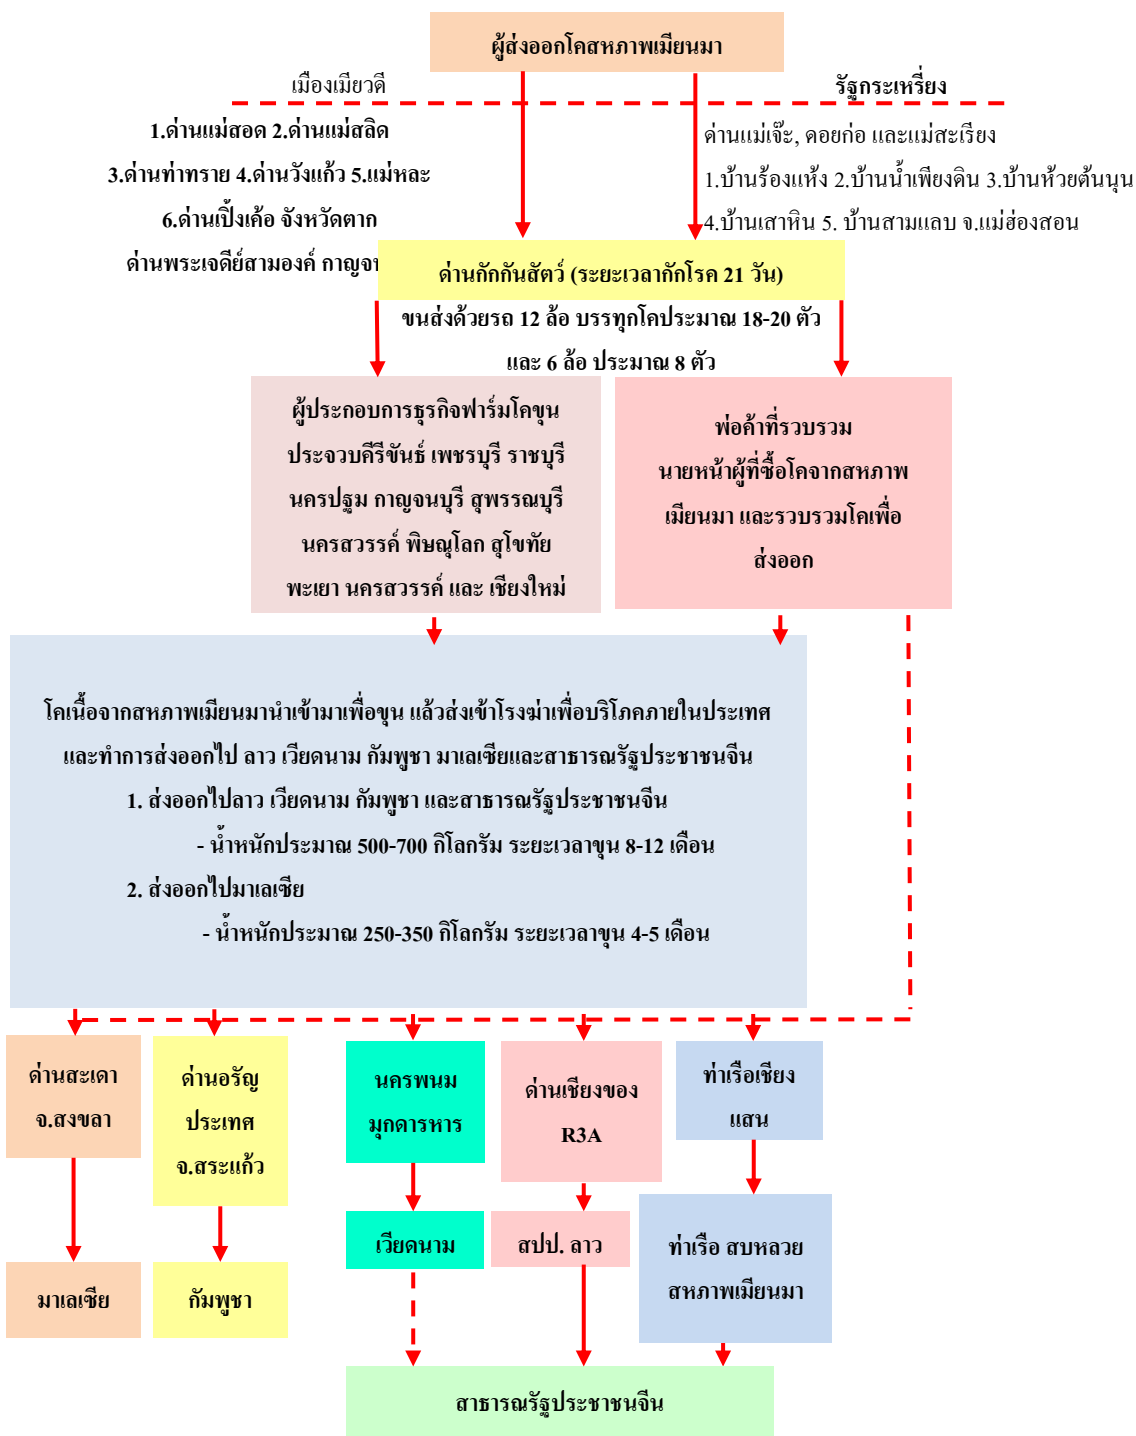 ผู้ส่งออกโคสหภาพเมียนมา
เมืองเมียวดี
รัฐกระเหรี่ยง
1.ด่านแม่สอด 2.ด่านแม่สลิด
3.ด่านท่าทราย 4.ด่านวังแก้ว 5.แม่หละ
6.ด่านเปิ้งเค้อ จังหวัดตาก
ด่านพระเจดีย์สามองค์
ด่านแม่เจ๊ะ, ดอยก่อ และแม่สะเรียง
1.บ้านร้องแห้ง 2.บ้านน้ำเพียงดิน 3.บ้านห้วยต้นนุน
4.บ้านเสาหิน 5. บ้านสามแลบ จ.แม่ฮ่องสอน
ด่านกักกันสัตว์ (ระยะเวลากักโรค 21 วัน)
ขนส่งด้วยรถ 12 ล้อ บรรทุกโคประมาณ 18-20 ตัว
และ 6 ล้อ ประมาณ 8 ตัว
ผู้ประกอบการธุรกิจฟาร์มโคขุน
ประจวบคีรีขันธ์ เพชรบุรี ราชบุรี
นครปฐม กาญจนบุรี สุพรรณบุรี
นครสวรรค์ พิษณุโลก สุโขทัย
พะเยา นครสวรรค์ และ เชียงใหม่
พ่อค้าที่รวบรวม
นายหน้าผู้ที่ซื้อโคจากสหภาพ
เมียนมา และรวบรวมโคเพื่อ
ส่งออก
โคเนื้อจากสหภาพเมียนมานำเข้ามาเพื่อขุน แล้วส่งเข้าโรงฆ่าเพื่อบริโภคภายในประเทศ
และทำการส่งออกไป ลาว เวียดนาม กัมพูชา มาเลเซียและสาธารณรัฐประชาชนจีน
1. ส่งออกไปลาว เวียดนาม กัมพูชา และสาธารณรัฐประชาชนจีน
- น้ำหนักประมาณ 500-700 กิโลกรัม ระยะเวลาขุน 8-12 เดือน
2. ส่งออกไปมาเลเซีย
- น้ำหนักประมาณ 250-350 กิโลกรัม ระยะเวลาขุน 4-5 เดือน
ด่านสะเดา
จ.สงขลา
ด่านอรัญ
ประเทศ
จ.สระแก้ว
นครพนม
มุกดารหาร
ด่านเชียงของ
R3A
ท่าเรือเชียง
แสน
มาเลเซีย
กัมพูชา
เวียดนาม
สปป. ลาว
ท่าเรือ สบหลวย
สหภาพเมียนมา
สาธารณรัฐประชาชนจีน